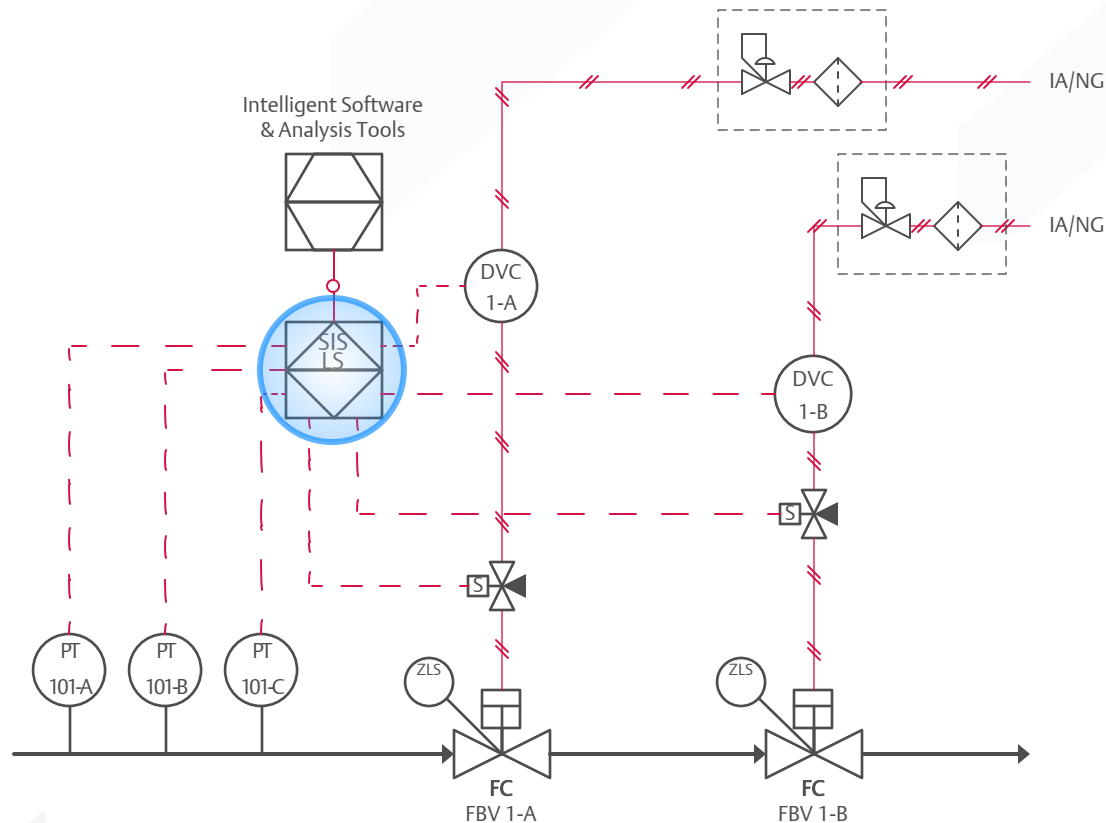 IA/NG
Intelligent Software
& Analysis Tools
IA/NG
DVC
1-A
SIS
LS
DVC
1-B
S
S
PT
101-A
PT
101-B
PT
101-C
ZLS
ZLS
FC
FBV 1-A
FC
FBV 1-B